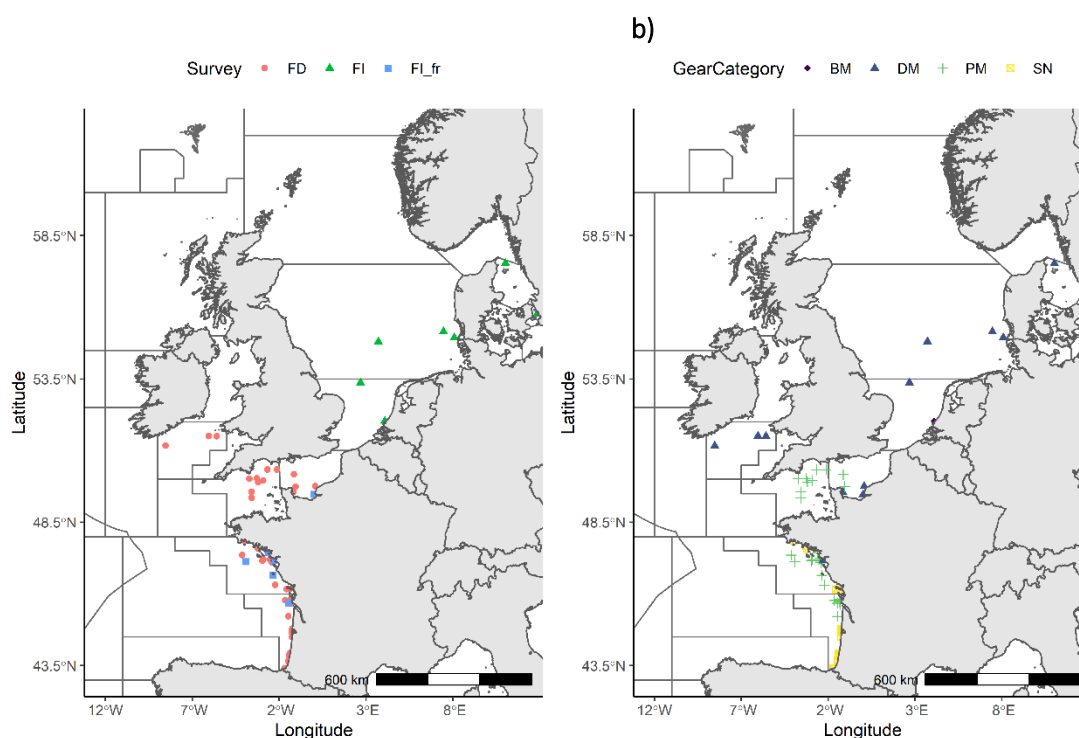 b)
Survey FD FI FI_fr
GearCategory BM DM PM SN
58.5°N
53.5°N
48.5°N
43.5°N
Latitude
600 km
12°W 7°W 2°W 3°E 8°E
Longitude
58.5°N
53.5°N
48.5°N
43.5°N
Latitude
600 km
12°W 7°W 2°W 3°E 8°E
Longitude